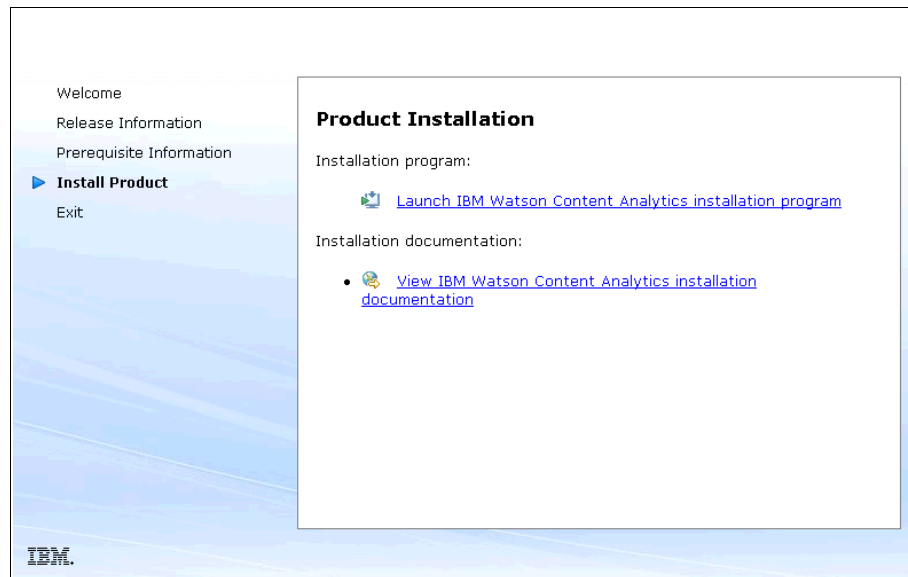 Welcome
Release Information
Prerequisite Information
Install Product
Exit
Product Installation
Installation program:
Launch IBM Watson Content Analytics installation program
Installation documentation:
View IBM Watson Content Analytics installation
documentation
IBM.